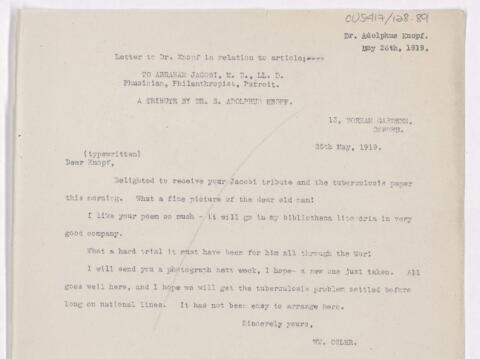 CUS417/128.89
Dr. Adolphus Knopf.
May 26th, 1919.
Letter to Dr. Knopf in relation to article:----
TO ABRAHAM JACOBI, M. D., LL. D.
Physician, Philanthropist, Patroit.
A TRIBUTE BY DR. S. ADOLPHUS KNOPF.
13, NORHAM GARDENS,
OXFORD.
26th May, 1919.
(typewritten)
Dear Knopf,
Delighted to receive your Jacobi tribute and the tuberculosis paper
this morning. What a fine picture of the dear old man!
I like your poem so much - it will go in my bibliotheca literaria in very
good company.
What a hard trial it must have been for him all through the War!
I will send you a photograph next week, I hope- a new one just taken. All
goes well here, and I hope we will get the tuberculosis problem settled before
long on national lines. It has not been easy to arrange here.
Sincerely yours,
WM. OSLER.